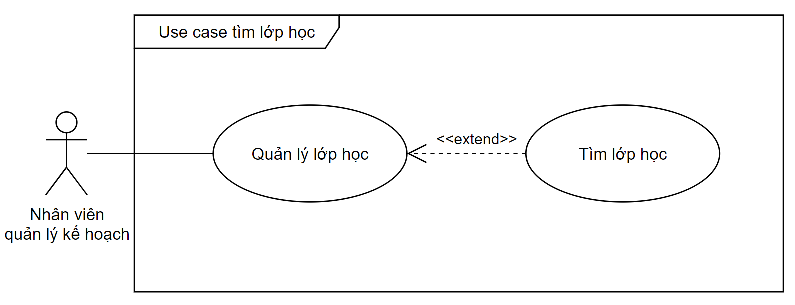 Use case tìm lớp học
Quản lý lớp học
<<extend>>
Tìm lớp học
Nhân viên
quản lý kế hoạch